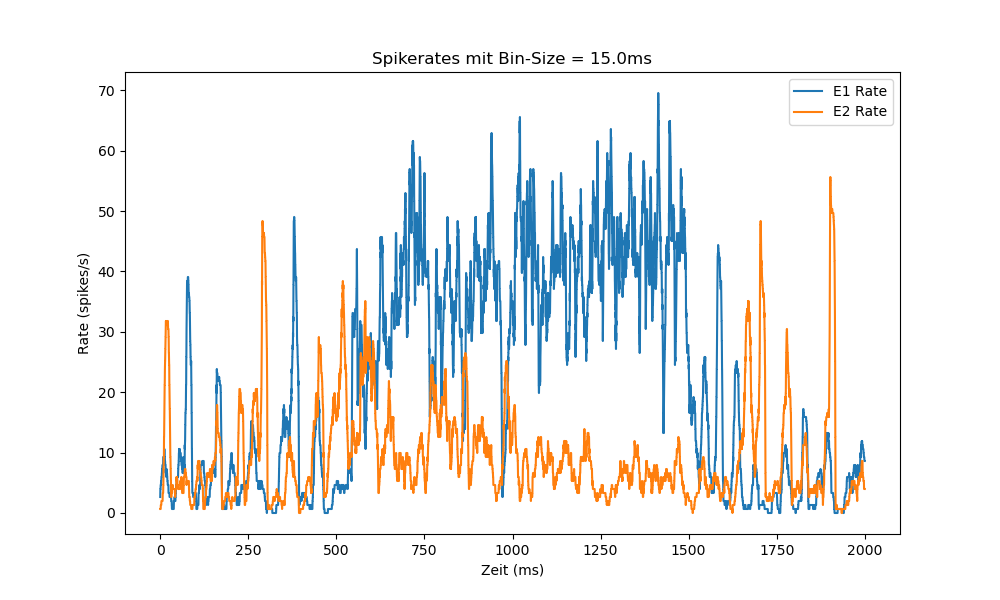 Spikerates mit Bin-Size = 15.0ms
E1 Rate
E2 Rate
70
60
50
40
30
20
10
0
Rate (spikes/s)
0 250 500 750 1000 1250 1500 1750 2000
Zeit (ms)